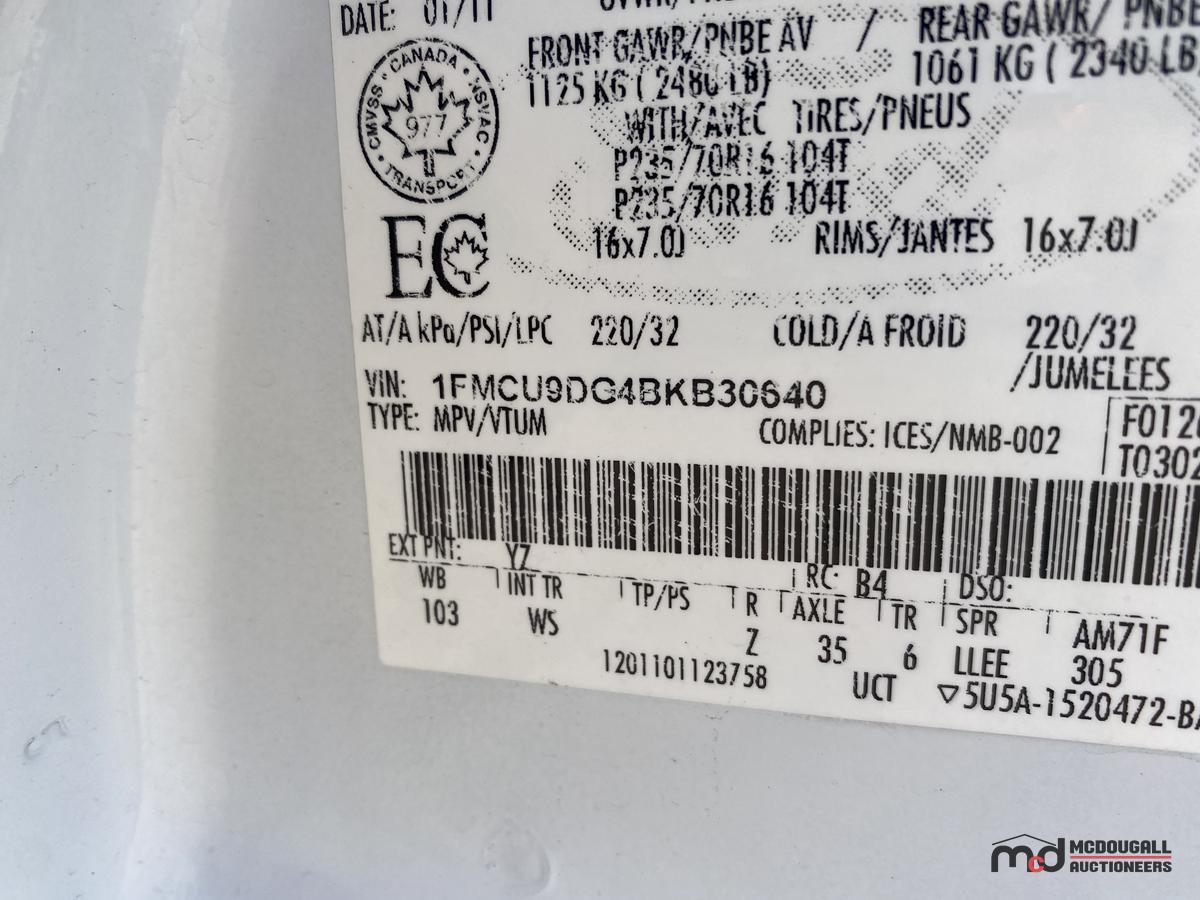 DATE: 01/11
FRONT GAWR/PNBE AV / REAR GAWR/ PNBE
1125 KG ( 2480 LB) 1061 KG ( 2340 LB)
WITH/AVEC TIRES/PNEUS
P235/70R16 104T
P235/70R16 104T
16x7.0J RIMS/JANTES 16x7.0J
CANADA
CMVSS NSVAC
977
TRANSPORT
EC
AT/A kPa/PSI/LPC 220/32 COLD/A FROID 220/32
/JUMELEES
VIN: 1FMCU9DG4BKB30640
TYPE: MPV/VTUM COMPLIES: ICES/NMB-002
F012
T0302
EXT PNT: YZ RC: B4 DSO:
WB INT TR TP/PS R AXLE TR SPR AM71F
103 WS Z 35 6 LLEE 305
1201101123758 UCT ▽5U5A-1520472-BA
mcd MCDOUGALL
AUCTIONEERS